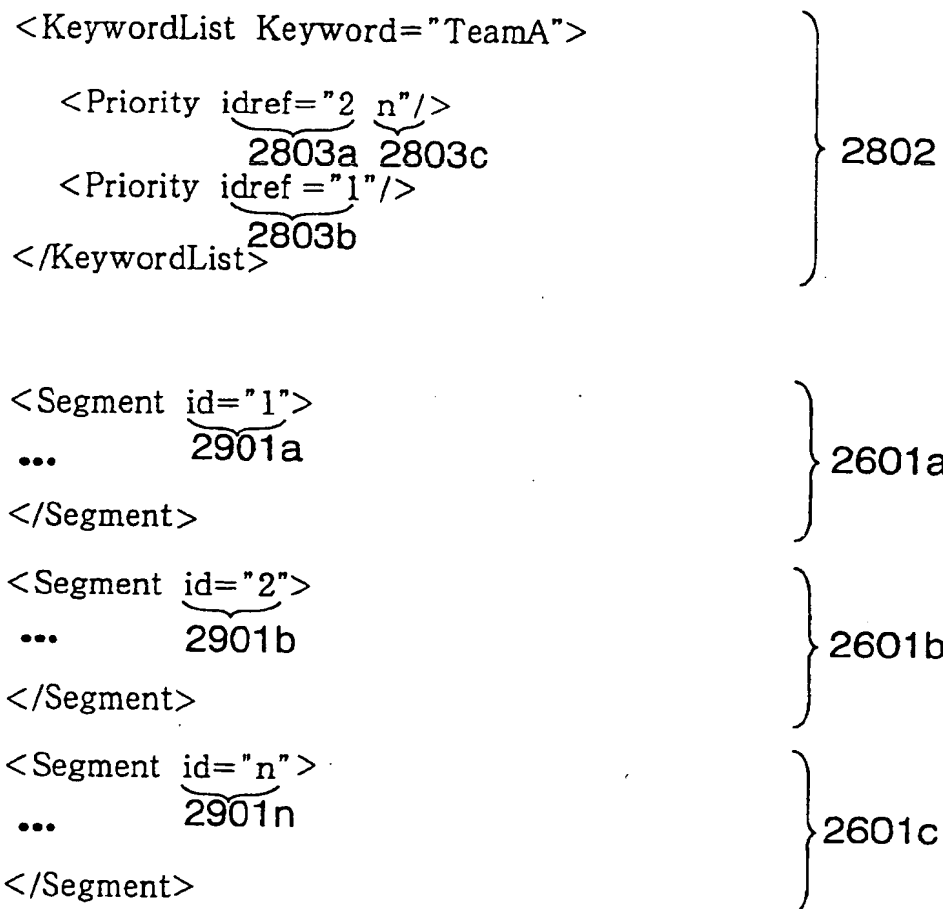 <KeywordList Keyword="TeamA">
<Priority idref="2 n"/>
2803a 2803c
2802
<Priority idref ="1"/>
2803b
</KeywordList>
<Segment id="1">
2901a
•••
2601a
</Segment>
<Segment id="2">
2901b
•••
2601b
</Segment>
<Segment id="n">
2901n
•••
2601c
</Segment>